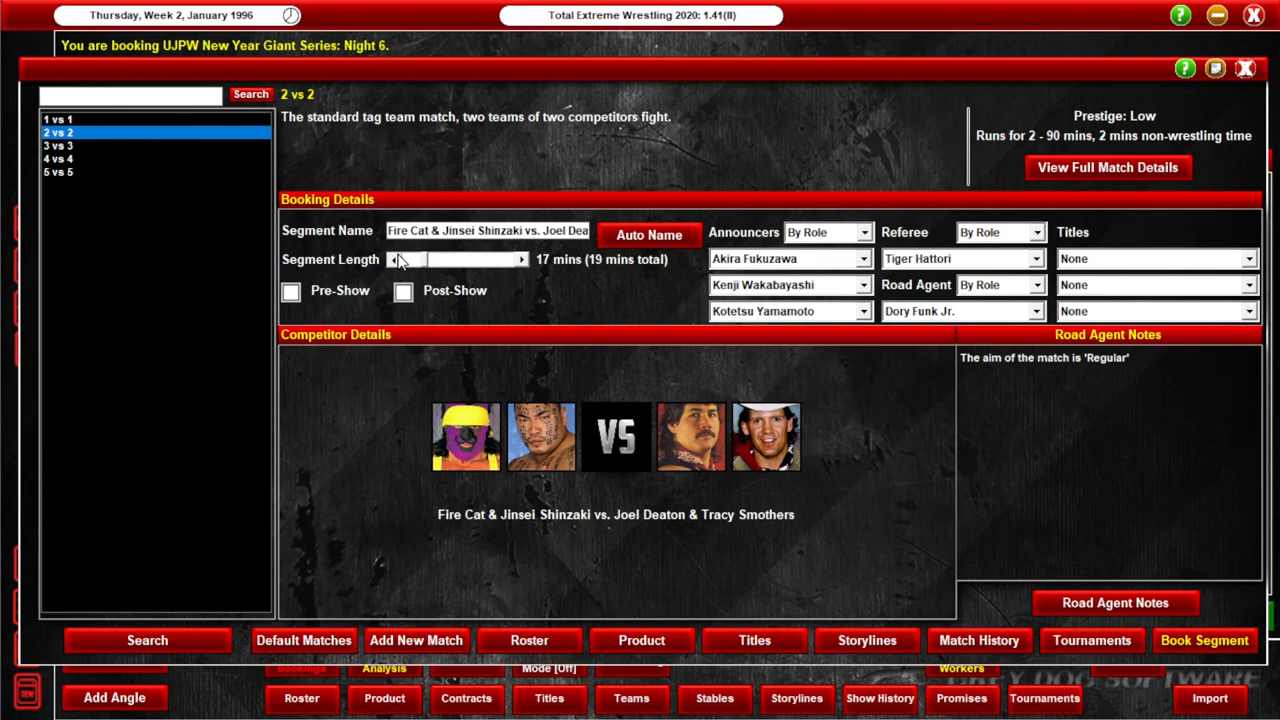 Thursday, Week 2, January 1996
Total Extreme Wrestling 2020: 1.41(II)
You are booking UJPW New Year Giant Series: Night 6.
Search
2 vs 2
1 vs 1
2 vs 2
3 vs 3
4 vs 4
5 vs 5
The standard tag team match, two teams of two competitors fight.
Prestige: Low
Runs for 2 - 90 mins, 2 mins non-wrestling time
View Full Match Details
Booking Details
Segment Name Fire Cat & Jinsei Shinzaki vs. Joel Dea Auto Name Announcers By Role Referee By Role Titles
Segment Length 17 mins (19 mins total) Akira Fukuzawa Tiger Hattori None
Pre-Show Post-Show Kenji Wakabayashi Road Agent By Role None
Kotetsu Yamamoto Dory Funk Jr. None
Competitor Details
Road Agent Notes
The aim of the match is 'Regular'
VS
Fire Cat & Jinsei Shinzaki vs. Joel Deaton & Tracy Smothers
Road Agent Notes
Search Default Matches Add New Match Roster Product Titles Storylines Match History Tournaments Book Segment
Bookings Analysis Mode [Off] Workers
GREY DOG SOFTWARE
Add Angle Roster Product Contracts Titles Teams Stables Storylines Show History Promises Tournaments Import